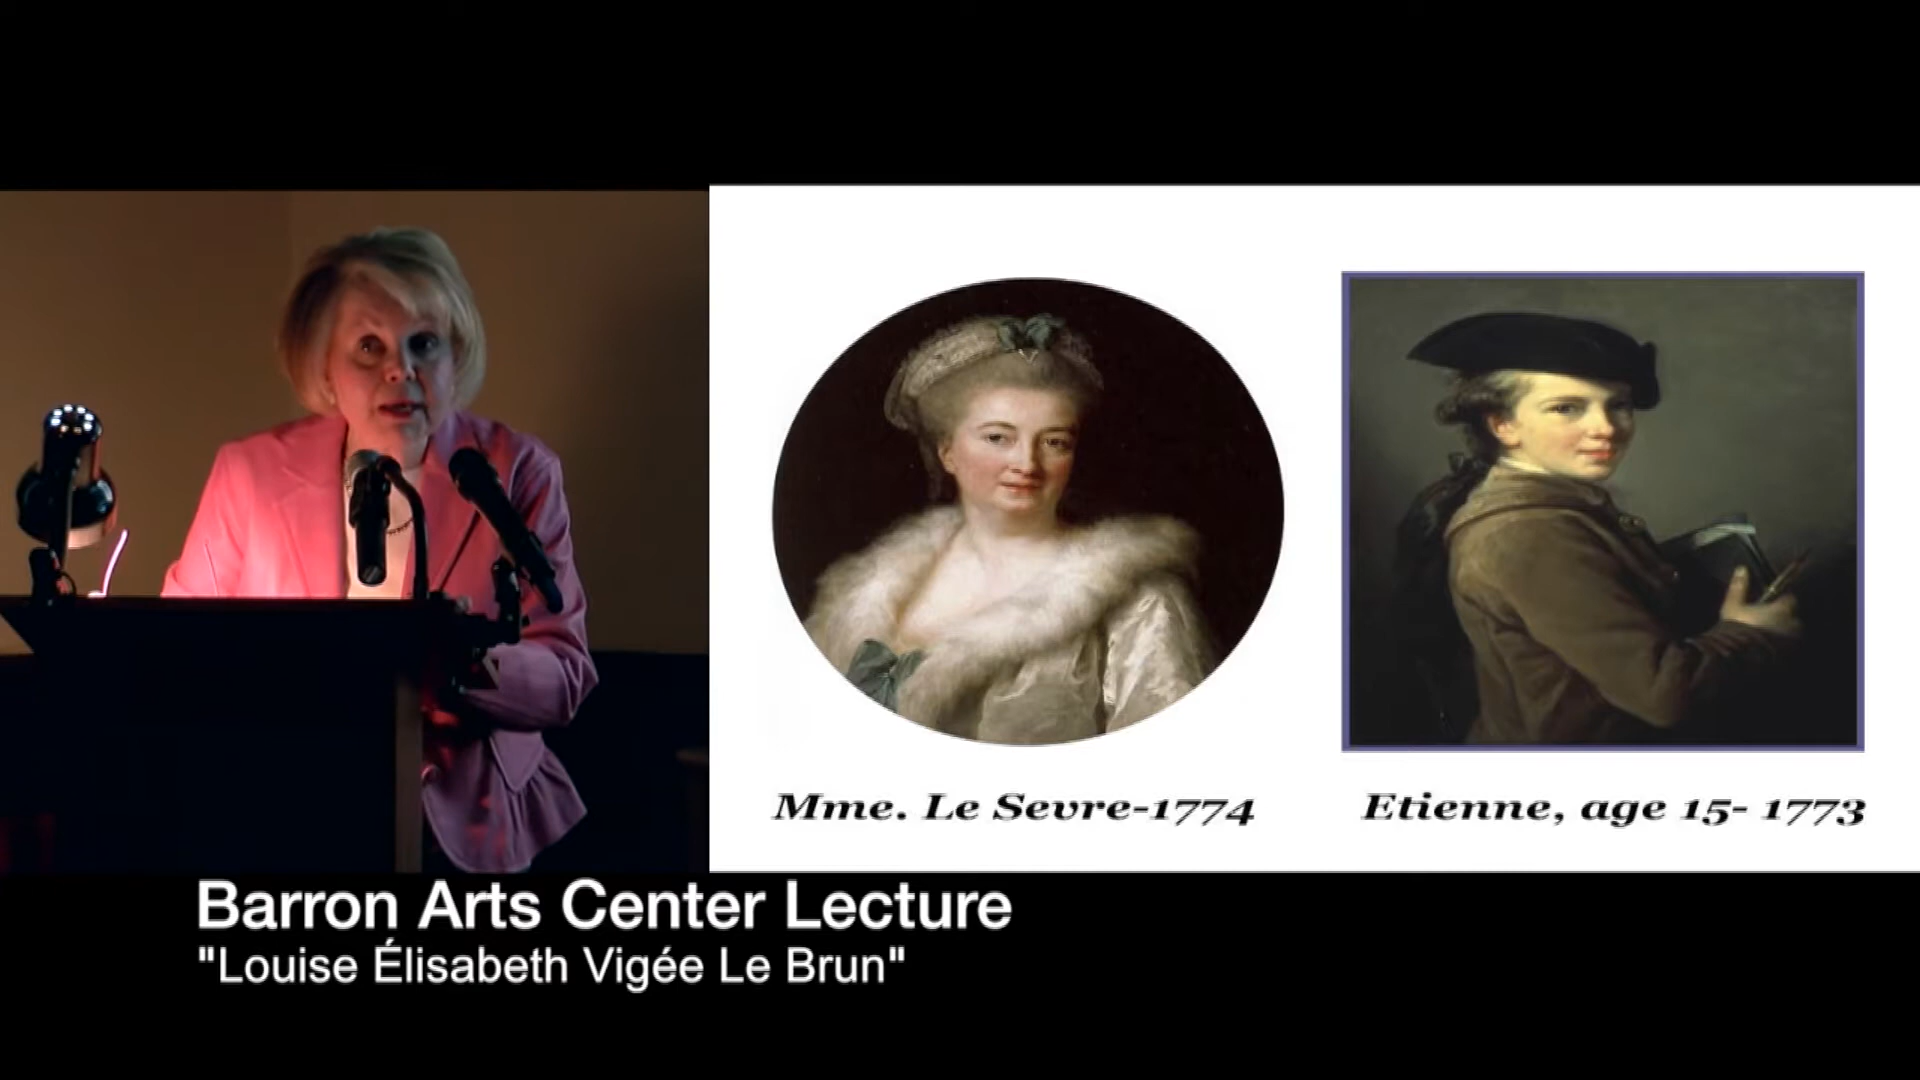 Mme. Le Sevre-1774
Etienne, age 15- 1773
Barron Arts Center Lecture
"Louise Élisabeth Vigée Le Brun"